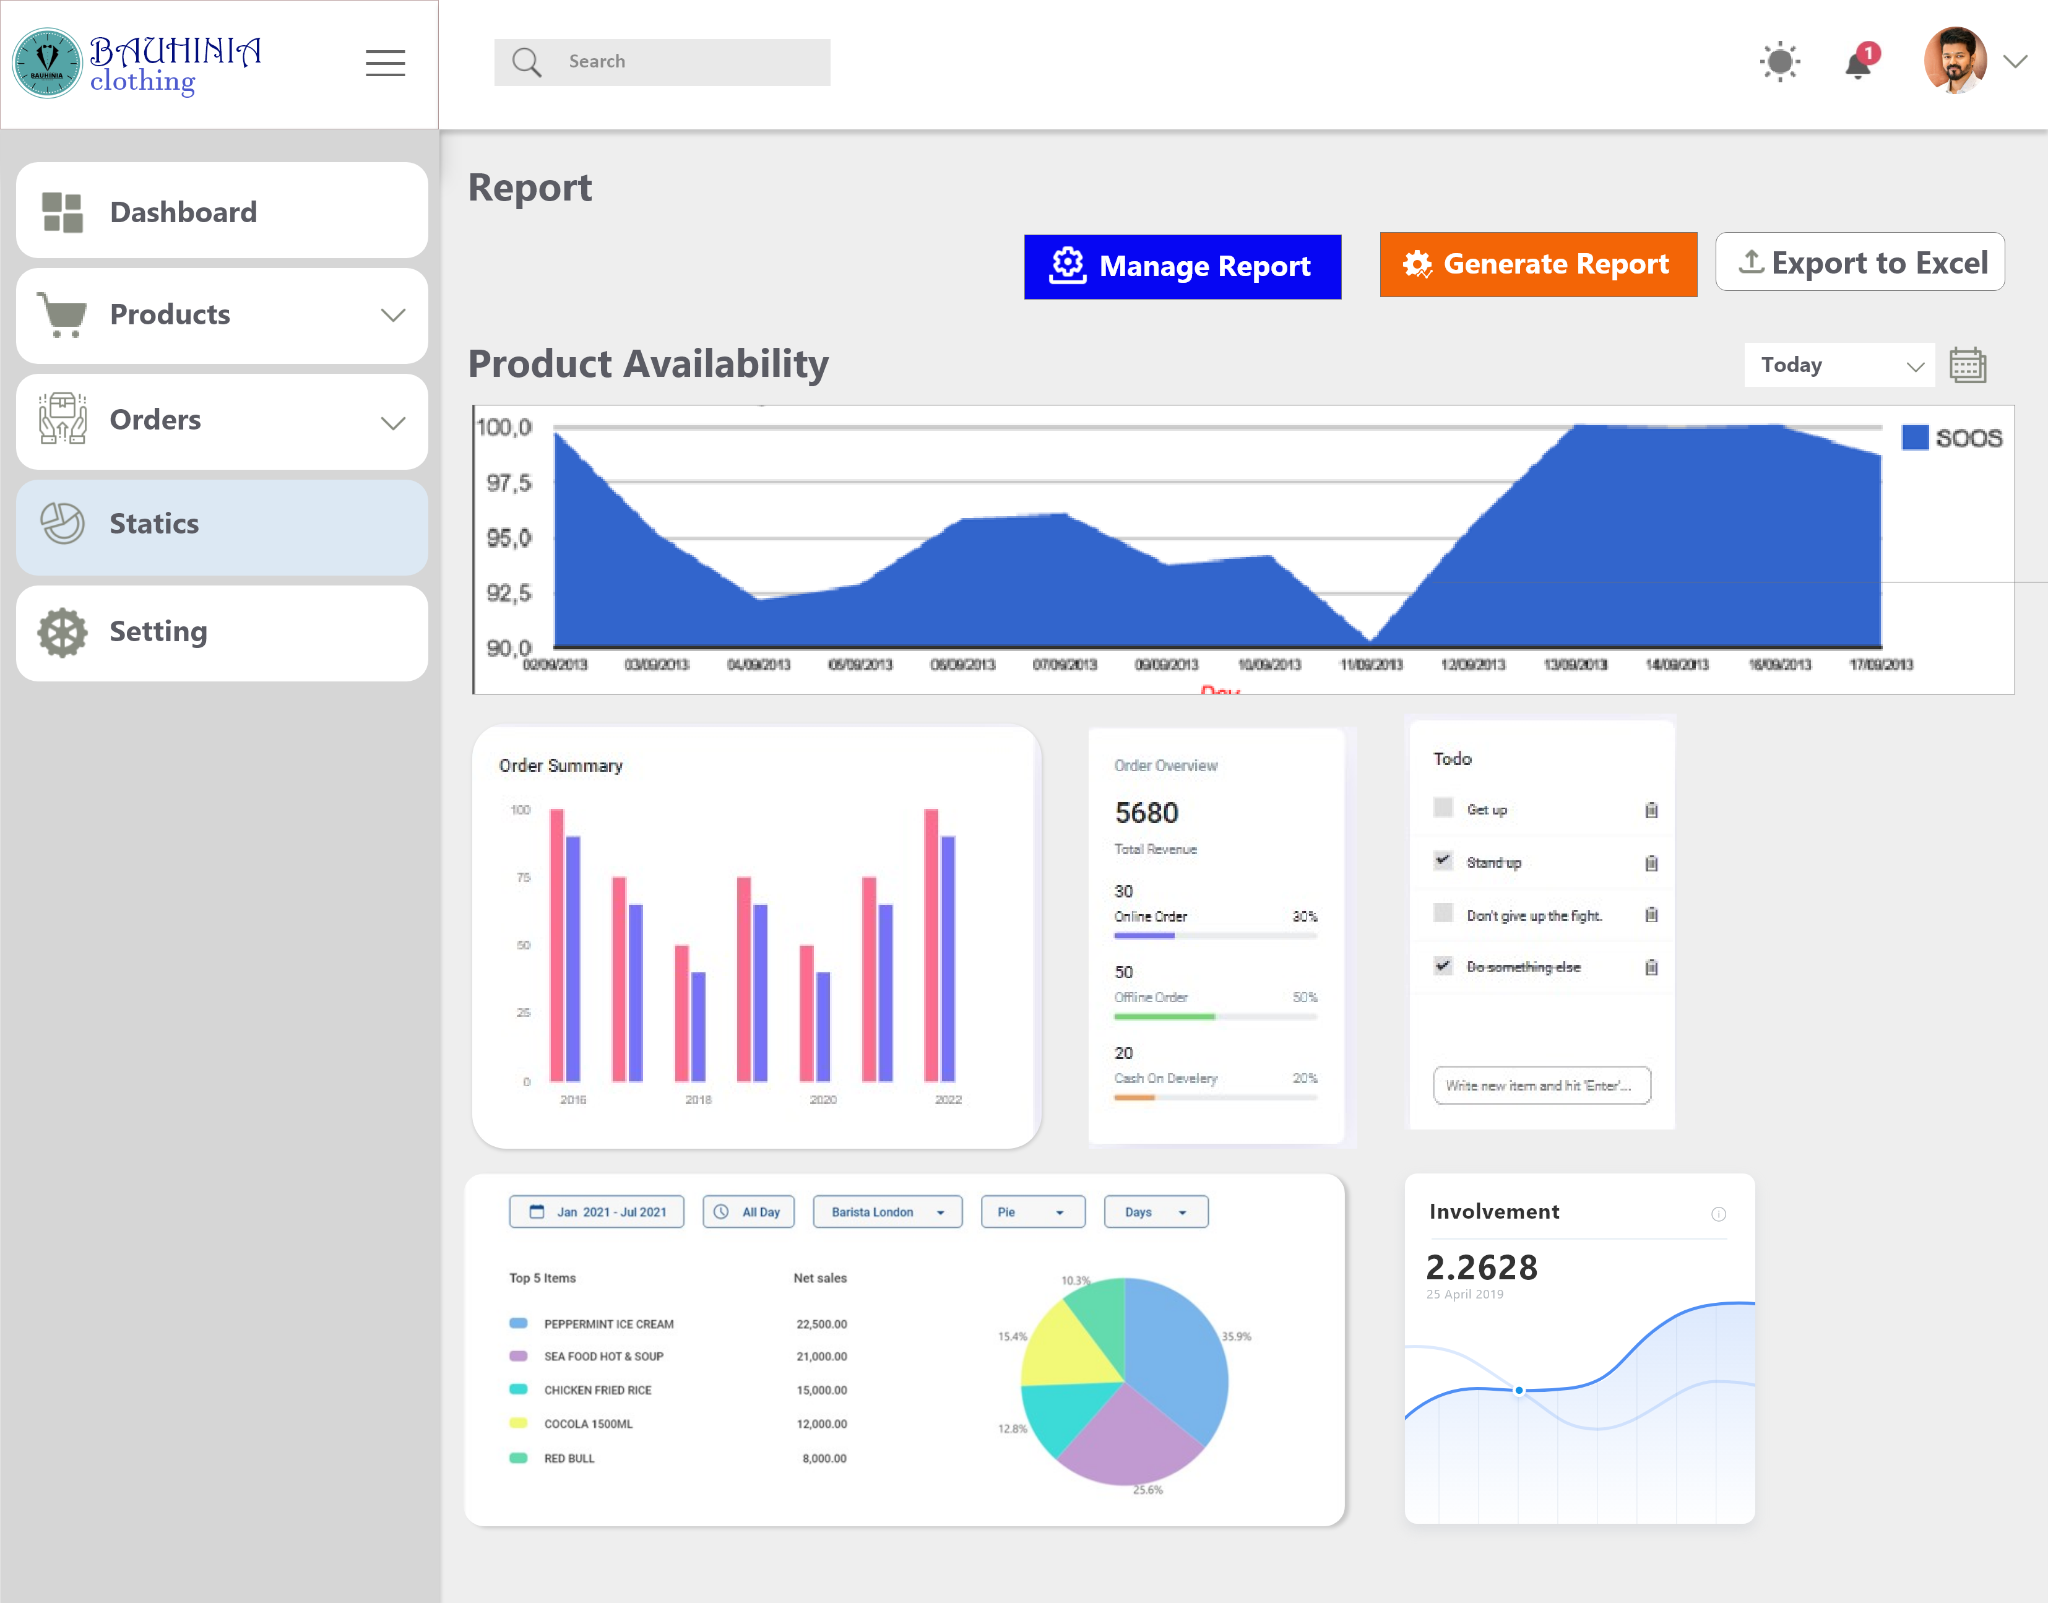 BAUHINIA
BAUHINIA
clothing
Search
1
Dashboard
Products
Orders
Statics
Setting
Report
Manage Report
Generate Report
Export to Excel
Product Availability
Today
100,0
97,5
95,0
92,5
90,0
SOOS
02/09/2013 03/09/2013 04/09/2013 05/09/2013 06/09/2013 07/09/2013 09/09/2013 10/09/2013 11/09/2013 12/09/2013 13/09/2013 14/09/2013 16/09/2013 17/09/2013
Day
Order Summary
100
75
50
25
0
2016 2018 2020 2022
Order Overview
5680
Total Revenue
30
Online Order 30%
50
Offline Order 50%
20
Cash On Develery 20%
Todo
Get up
Stand up
Don't give up the fight.
Do something else
Write new item and hit 'Enter'...
Jan 2021 - Jul 2021 All Day Barista London Pie Days
Top 5 Items Net sales
PEPPERMINT ICE CREAM 22,500.00
SEA FOOD HOT & SOUP 21,000.00
CHICKEN FRIED RICE 15,000.00
COCOLA 1500ML 12,000.00
RED BULL 8,000.00
10.3%
15.4%
35.9%
12.8%
25.6%
Involvement
2.2628
25 April 2019